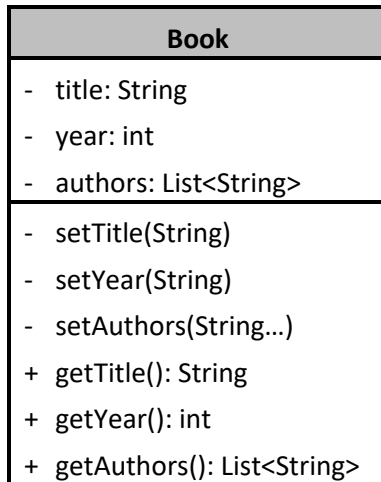 Book
- title: String
- year: int
- authors: List<String>
- setTitle(String)
- setYear(String)
- setAuthors(String…)
+ getTitle(): String
+ getYear(): int
+ getAuthors(): List<String>